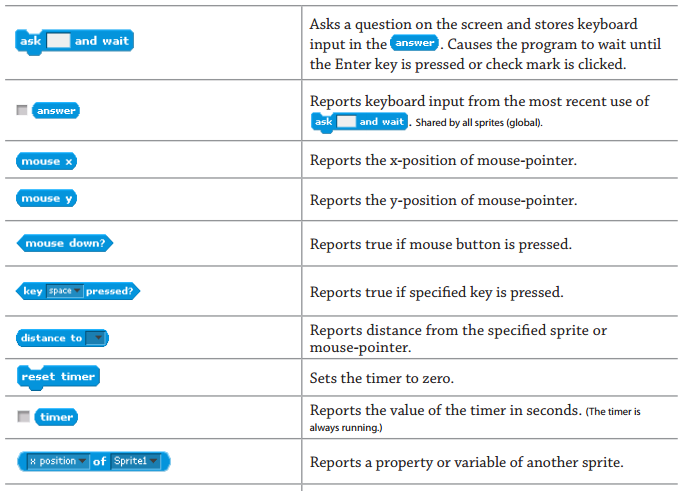 ask and wait
Asks a question on the screen and stores keyboard
input in the answer . Causes the program to wait until
the Enter key is pressed or check mark is clicked.
answer
Reports keyboard input from the most recent use of
ask and wait . Shared by all sprites (global).
mouse x
Reports the x-position of mouse-pointer.
mouse y
Reports the y-position of mouse-pointer.
mouse down?
Reports true if mouse button is pressed.
key space pressed?
Reports true if specified key is pressed.
distance to
Reports distance from the specified sprite or
mouse-pointer.
reset timer
Sets the timer to zero.
timer
Reports the value of the timer in seconds. (The timer is
always running.)
x position of Sprite1
Reports a property or variable of another sprite.